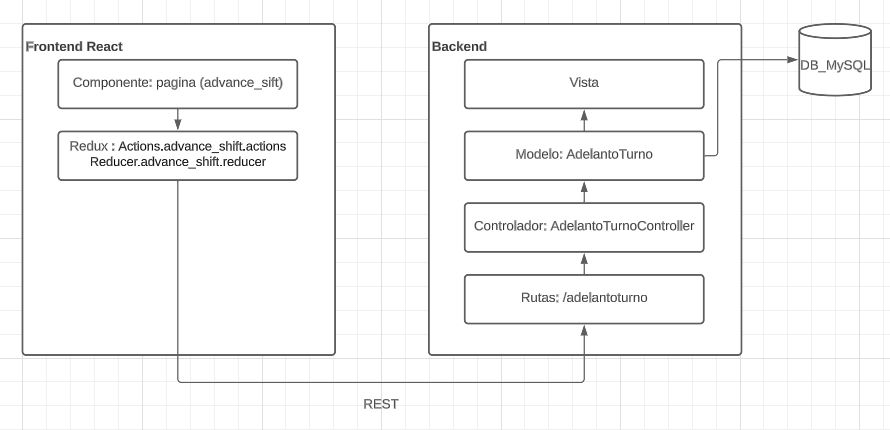 Frontend React
Componente: pagina (advance_sift)
Redux : Actions.advance_shift.actions
Reducer.advance_shift.reducer
Backend
Vista
Modelo: AdelantoTurno
Controlador: AdelantoTurnoController
Rutas: /adelantoturno
DB_MySQL
REST